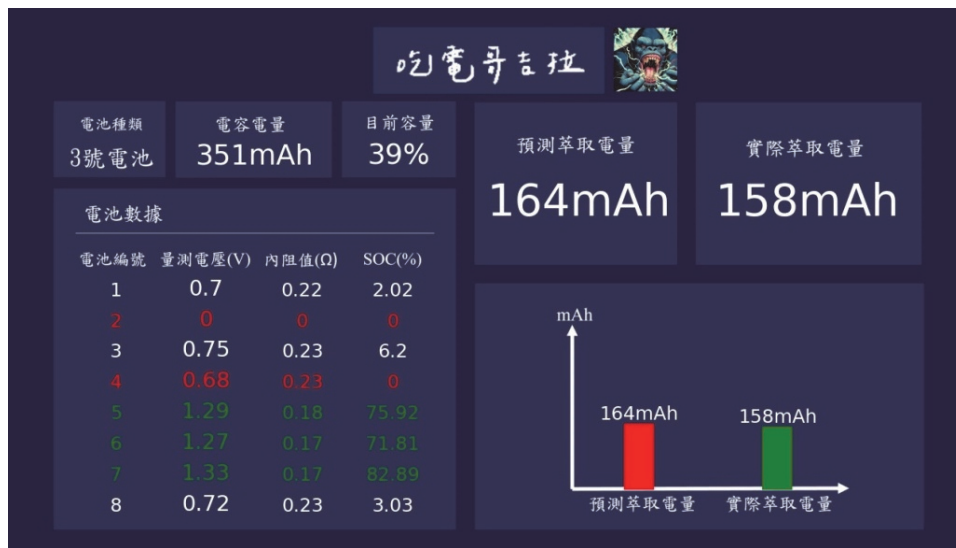 吃電哥吉拉
電池種類
3號電池
電容電量
351mAh
目前容量
39%
預測萃取電量
164mAh
實際萃取電量
158mAh
電池數據
電池編號 量測電壓(V) 內阻值(Ω) SOC(%)
1 0.7 0.22 2.02
2 0 0 0
3 0.75 0.23 6.2
4 0.68 0.23 0
5 1.29 0.18 75.92
6 1.27 0.17 71.81
7 1.33 0.17 82.89
8 0.72 0.23 3.03
mAh
164mAh 158mAh
預測萃取電量 實際萃取電量